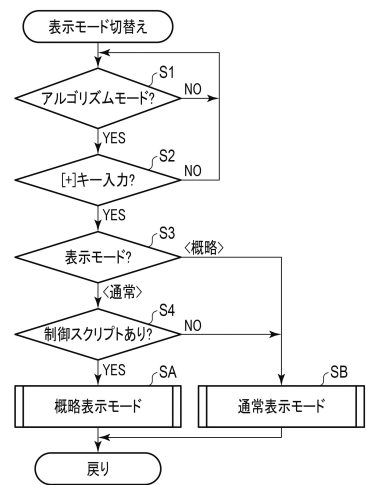 表示モード切替え
S1
アルゴリズムモード?
NO
YES
S2
[+]キー入力?
NO
YES
S3
表示モード?
〈概略〉
〈通常〉
S4
制御スクリプトあり?
NO
YES
SA
SB
概略表示モード
通常表示モード
戻り